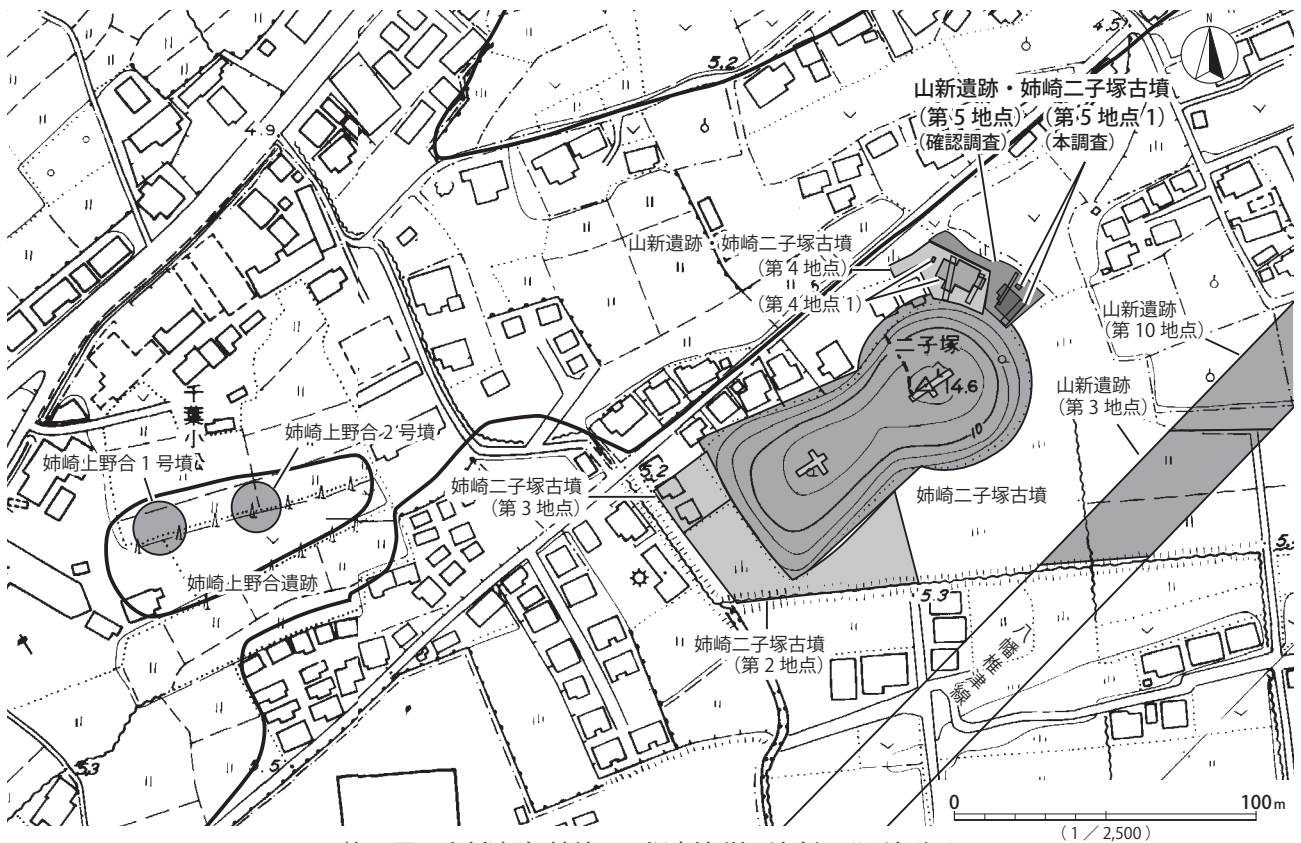 N
4.5
5.2
4.9
山新遺跡・姉崎二子塚古墳
（第5地点）（第5地点1）
（確認調査）（本調査）
山新遺跡・姉崎二子塚古墳
（第4地点）
（第4地点1）
山新遺跡
（第10地点）
二子塚
14.6
山新遺跡
（第3地点）
千葉小
姉崎上野合2号墳
姉崎上野合1号墳
10
5.2
姉崎二子塚古墳
（第3地点）
姉崎二子塚古墳
姉崎上野合遺跡
5.3
姉崎二子塚古墳
（第2地点）
八幡椎津線
5.3
0
100m
（1／2,500）